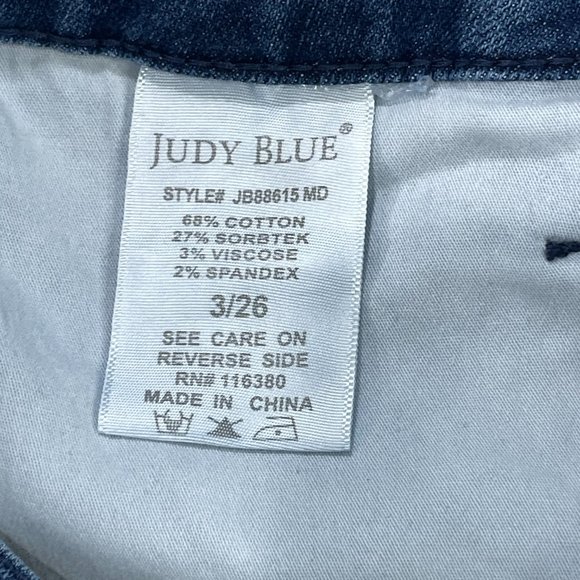 JUDY BLUE®
STYLE# JB88615 MD
68% COTTON
27% SORBTEK
3% VISCOSE
2% SPANDEX
3/26
SEE CARE ON
REVERSE SIDE
RN# 116380
MADE IN CHINA